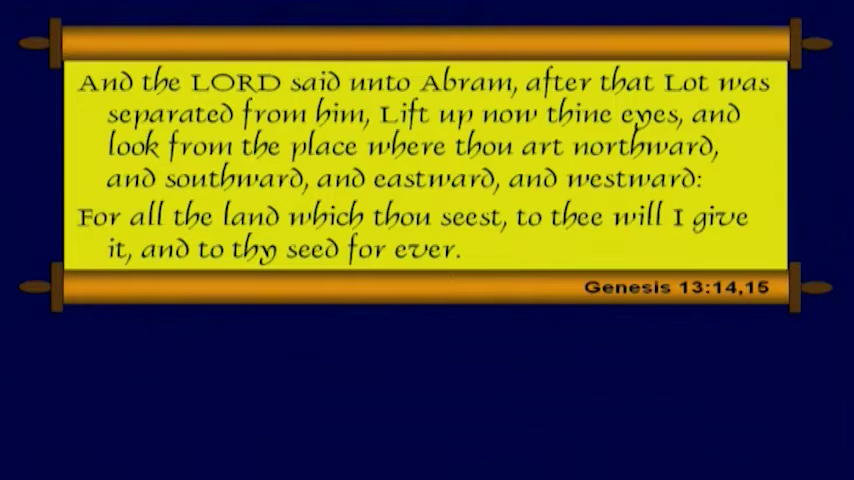 And the LORD said unto Abram, after that Lot was
separated from him, Lift up now thine eyes, and
look from the place where thou art northward,
and southward, and eastward, and westward:
For all the land which thou seest, to thee will I give
it, and to thy seed for ever.
Genesis 13:14,15